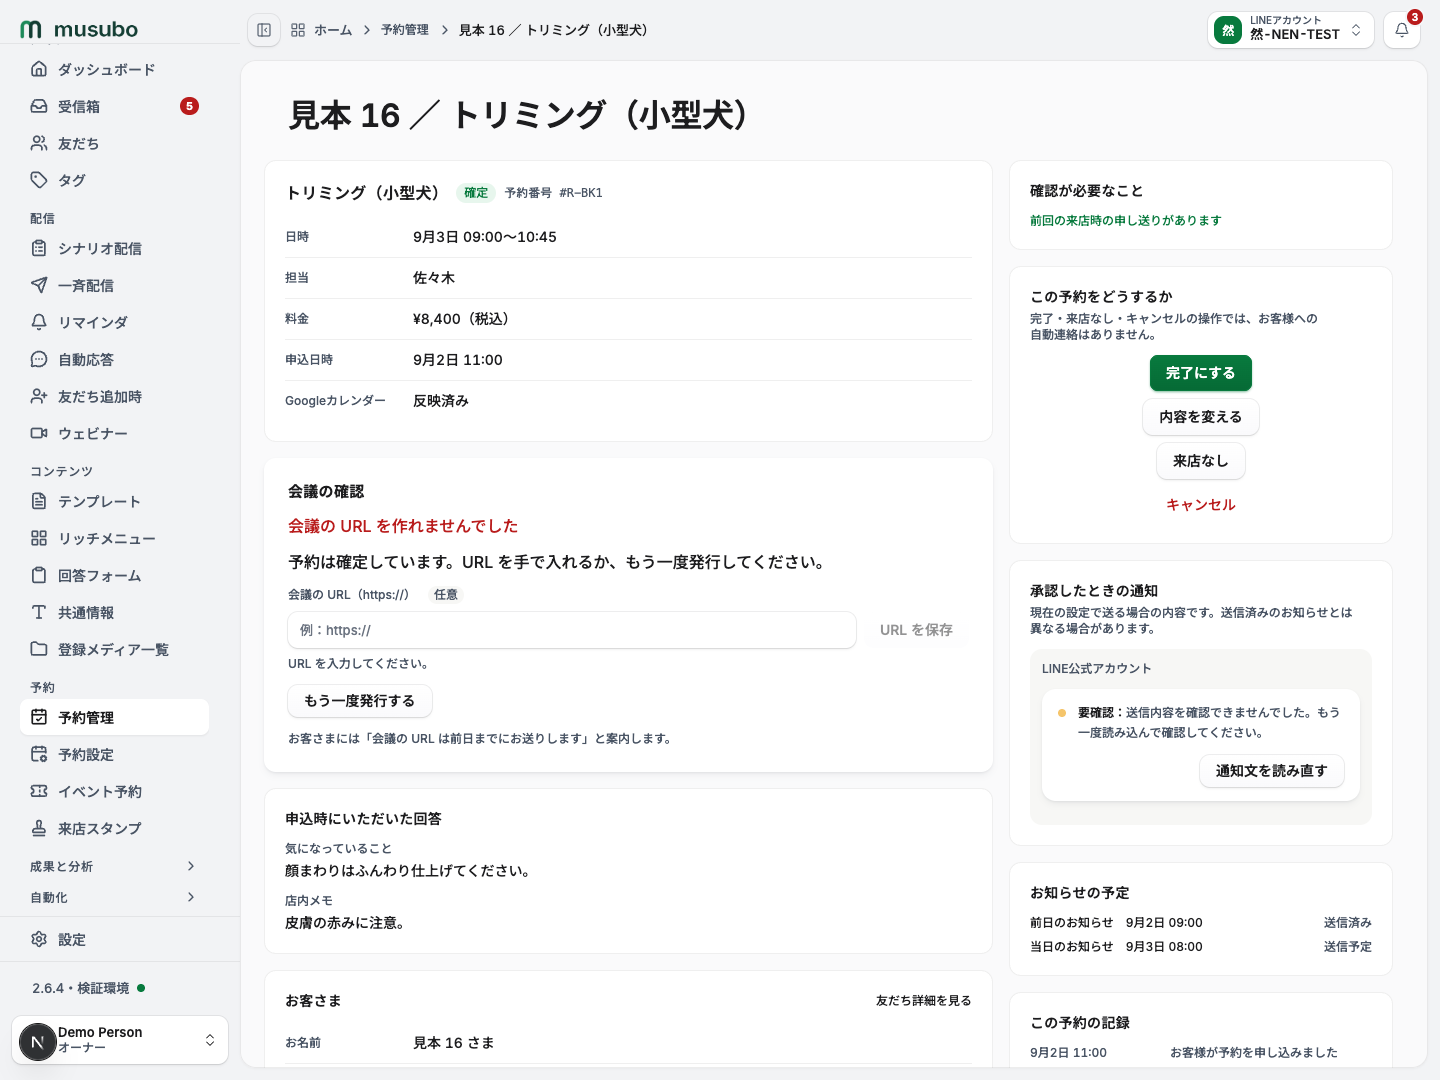 musubo
ダッシュボード
受信箱
5
友だち
タグ
配信
シナリオ配信
一斉配信
リマインダ
自動応答
友だち追加時
ウェビナー
コンテンツ
テンプレート
リッチメニュー
回答フォーム
共通情報
登録メディア一覧
予約
予約管理
予約設定
イベント予約
来店スタンプ
成果と分析
自動化
設定
2.6.4・検証環境
N
Demo Person
オーナー
ホーム
予約管理
見本 16 ／ トリミング（小型犬）
然
LINEアカウント
然-NEN-TEST
3
見本 16 ／ トリミング（小型犬）
トリミング（小型犬）
確定
予約番号 #R-BK1
日時
9月3日 09:00〜10:45
担当
佐々木
料金
¥8,400（税込）
申込日時
9月2日 11:00
Googleカレンダー
反映済み
会議の確認
会議の URL を作れませんでした
予約は確定しています。URL を手で入れるか、もう一度発行してください。
会議の URL（https://）
任意
例：https://
URL を保存
URL を入力してください。
もう一度発行する
お客さまには「会議の URL は前日までにお送りします」と案内します。
申込時にいただいた回答
気になっていること
顔まわりはふんわり仕上げてください。
店内メモ
皮膚の赤みに注意。
お客さま
友だち詳細を見る
お名前
見本 16 さま
確認が必要なこと
前回の来店時の申し送りがあります
この予約をどうするか
完了・来店なし・キャンセルの操作では、お客様への
自動連絡はありません。
完了にする
内容を変える
来店なし
キャンセル
承認したときの通知
現在の設定で送る場合の内容です。送信済みのお知らせとは
異なる場合があります。
LINE公式アカウント
要確認：送信内容を確認できませんでした。もう
一度読み込んで確認してください。
通知文を読み直す
お知らせの予定
前日のお知らせ 9月2日 09:00
送信済み
当日のお知らせ 9月3日 08:00
送信予定
この予約の記録
9月2日 11:00
お客様が予約を申し込みました